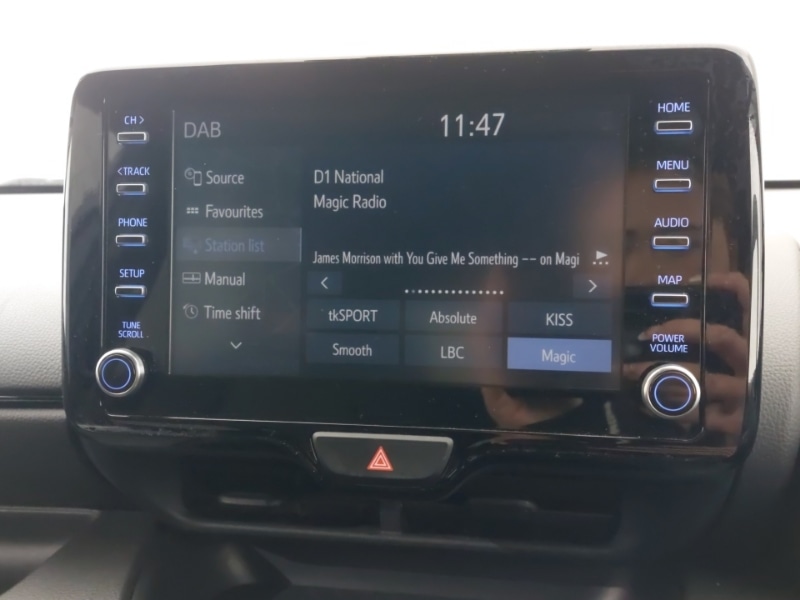 CH >
< TRACK
PHONE
SETUP
TUNE
SCROLL
DAB
11:47
Source
Favourites
Station list
Manual
Time shift
D1 National
Magic Radio
James Morrison with You Give Me Something -- on Magi
tkSPORT
Absolute
KISS
Smooth
LBC
Magic
HOME
MENU
AUDIO
MAP
POWER
VOLUME